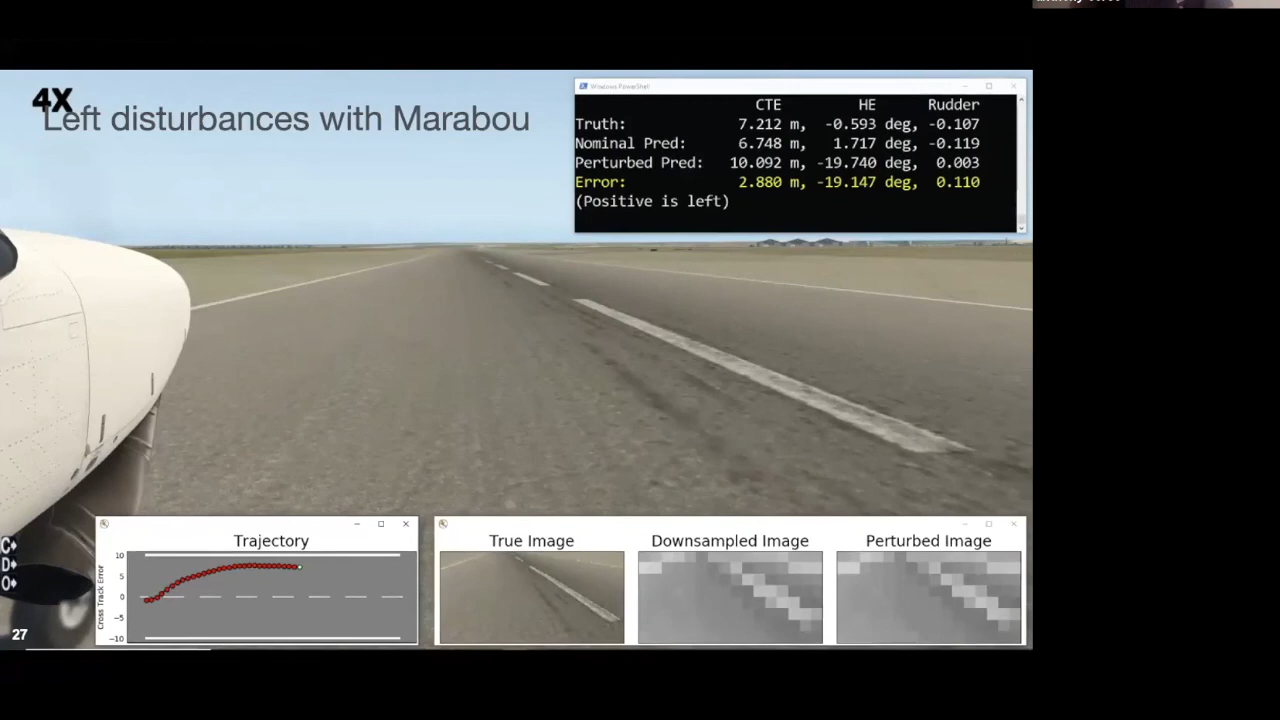 4X
Left disturbances with Marabou
Windows PowerShell
CTE HE Rudder
Truth: 7.212 m, -0.593 deg, -0.107
Nominal Pred: 6.748 m, 1.717 deg, -0.119
Perturbed Pred: 10.092 m, -19.740 deg, 0.003
Error: 2.880 m, -19.147 deg, 0.110
(Positive is left)
C
D
O
27
Trajectory
Cross Track Error
10
5
0
−5
−10
True Image
Downsampled Image
Perturbed Image